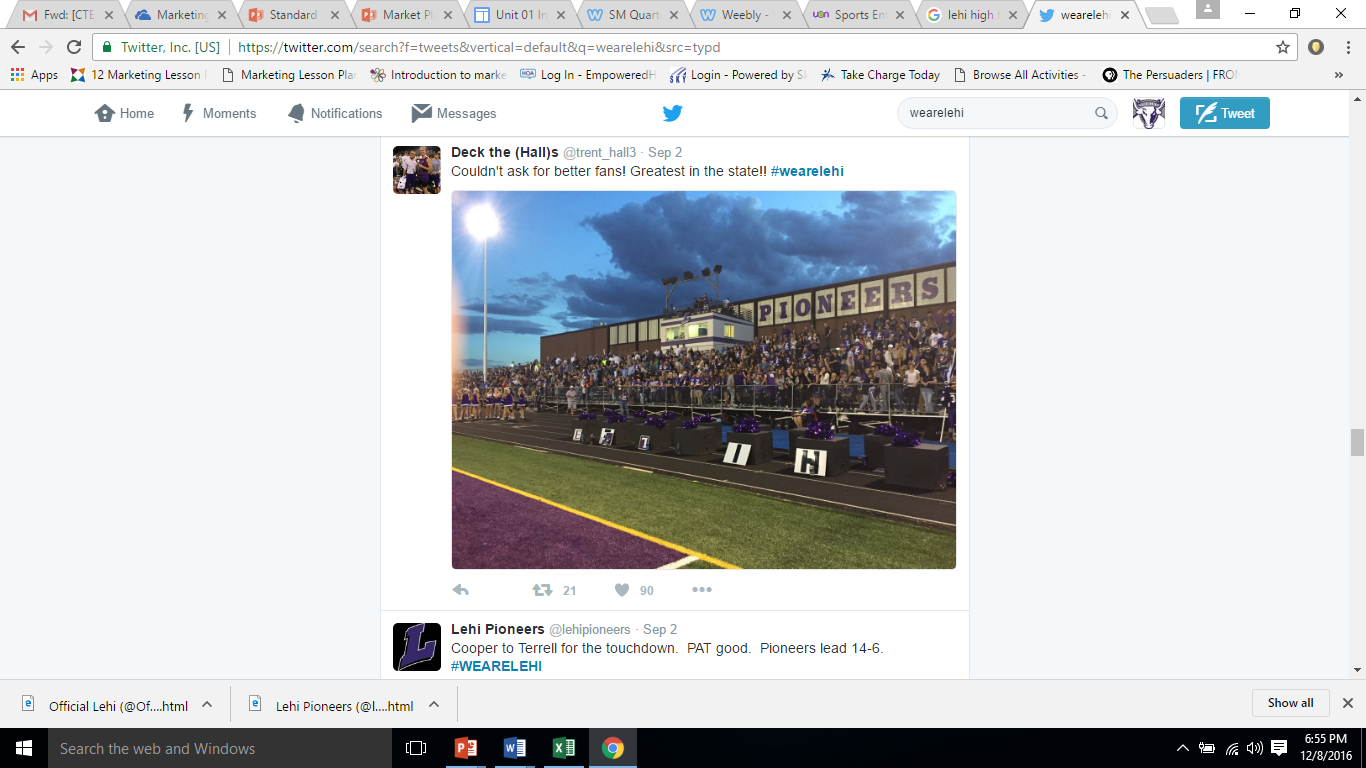 Fwd: [CTE
Marketing
Standard
Market P
Unit 01 In
SM Quart
Weebly -
Sports En
lehi high
wearelehi
Twitter, Inc. [US] https://twitter.com/search?f=tweets&vertical=default&q=wearelehi&src=typd
Apps 12 Marketing Lesson Marketing Lesson Pla Introduction to marke Log In - EmpoweredH Login - Powered by Sk Take Charge Today Browse All Activities - The Persuaders | FRON »
Home Moments Notifications Messages wearelehi Tweet
Deck the (Hall)s @trent_hall3 · Sep 2
Couldn't ask for better fans! Greatest in the state!! #wearelehi
PIONEERS
I H
21 90
Lehi Pioneers @lehipioneers · Sep 2
Cooper to Terrell for the touchdown. PAT good. Pioneers lead 14-6.
#WEARELEHI
L
Official Lehi (@Of....html Lehi Pioneers (@l....html Show all
Search the web and Windows
6:55 PM
12/8/2016